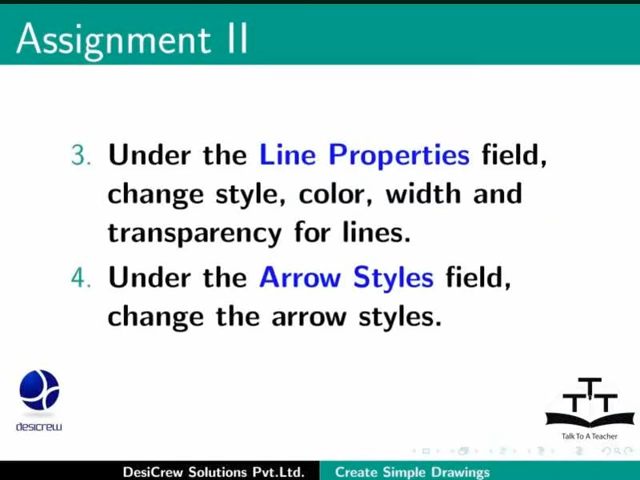 Assignment II
3. Under the Line Properties field,
change style, color, width and
transparency for lines.
4. Under the Arrow Styles field,
change the arrow styles.
desicrew
TTT
Talk To A Teacher
DesiCrew Solutions Pvt.Ltd. Create Simple Drawings